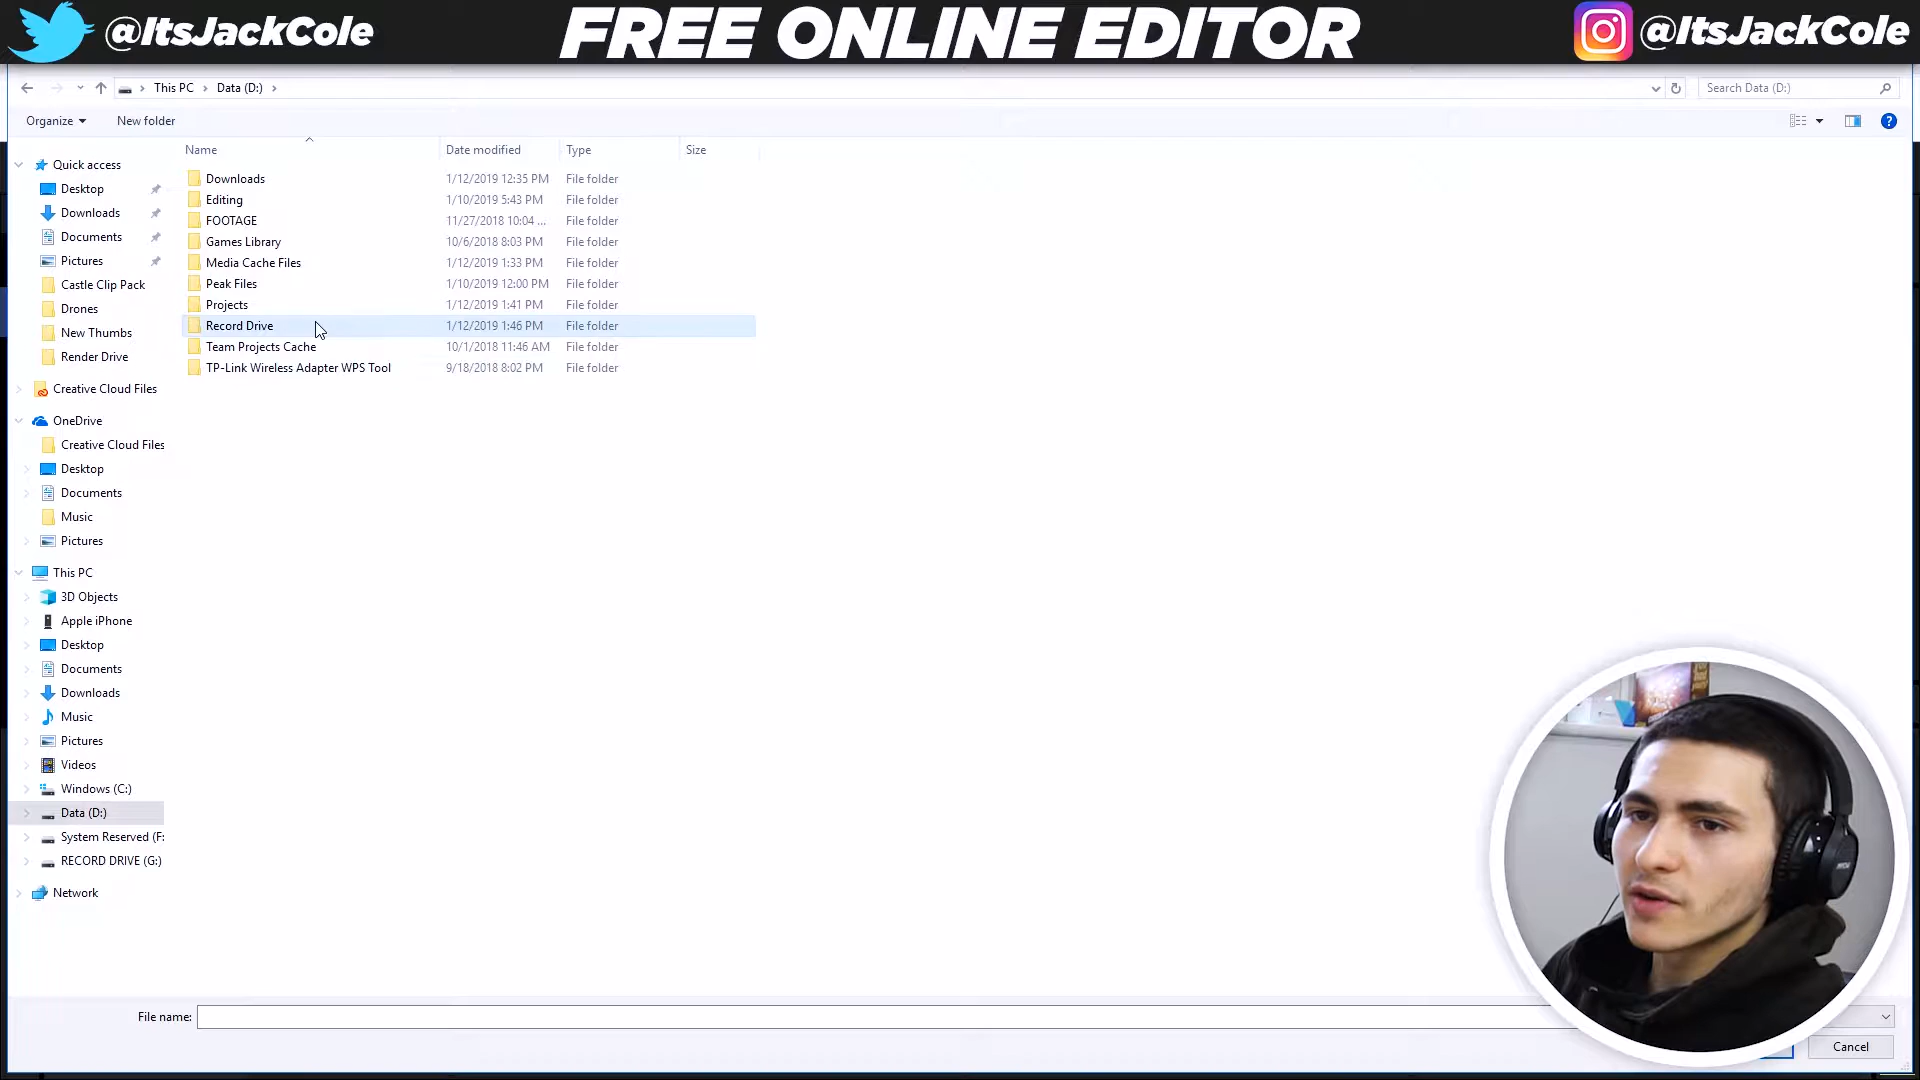 @ItsJackCole
FREE ONLINE EDITOR
@ItsJackCole
This PC
Data (D:)
Search Data (D:)
Organize
New folder
Name
Date modified
Type
Size
Downloads
1/12/2019 12:35 PM
File folder
Editing
1/10/2019 5:43 PM
File folder
FOOTAGE
11/27/2018 10:04 ...
File folder
Games Library
10/6/2018 8:03 PM
File folder
Media Cache Files
1/12/2019 1:33 PM
File folder
Peak Files
1/10/2019 12:00 PM
File folder
Projects
1/12/2019 1:41 PM
File folder
Record Drive
1/12/2019 1:46 PM
File folder
Team Projects Cache
10/1/2018 11:46 AM
File folder
TP-Link Wireless Adapter WPS Tool
9/18/2018 8:02 PM
File folder
Quick access
Desktop
Downloads
Documents
Pictures
Castle Clip Pack
Drones
New Thumbs
Render Drive
Creative Cloud Files
OneDrive
Creative Cloud Files
Desktop
Documents
Music
Pictures
This PC
3D Objects
Apple iPhone
Desktop
Documents
Downloads
Music
Pictures
Videos
Windows (C:)
Data (D:)
System Reserved (F:
RECORD DRIVE (G:)
Network
File name:
Cancel